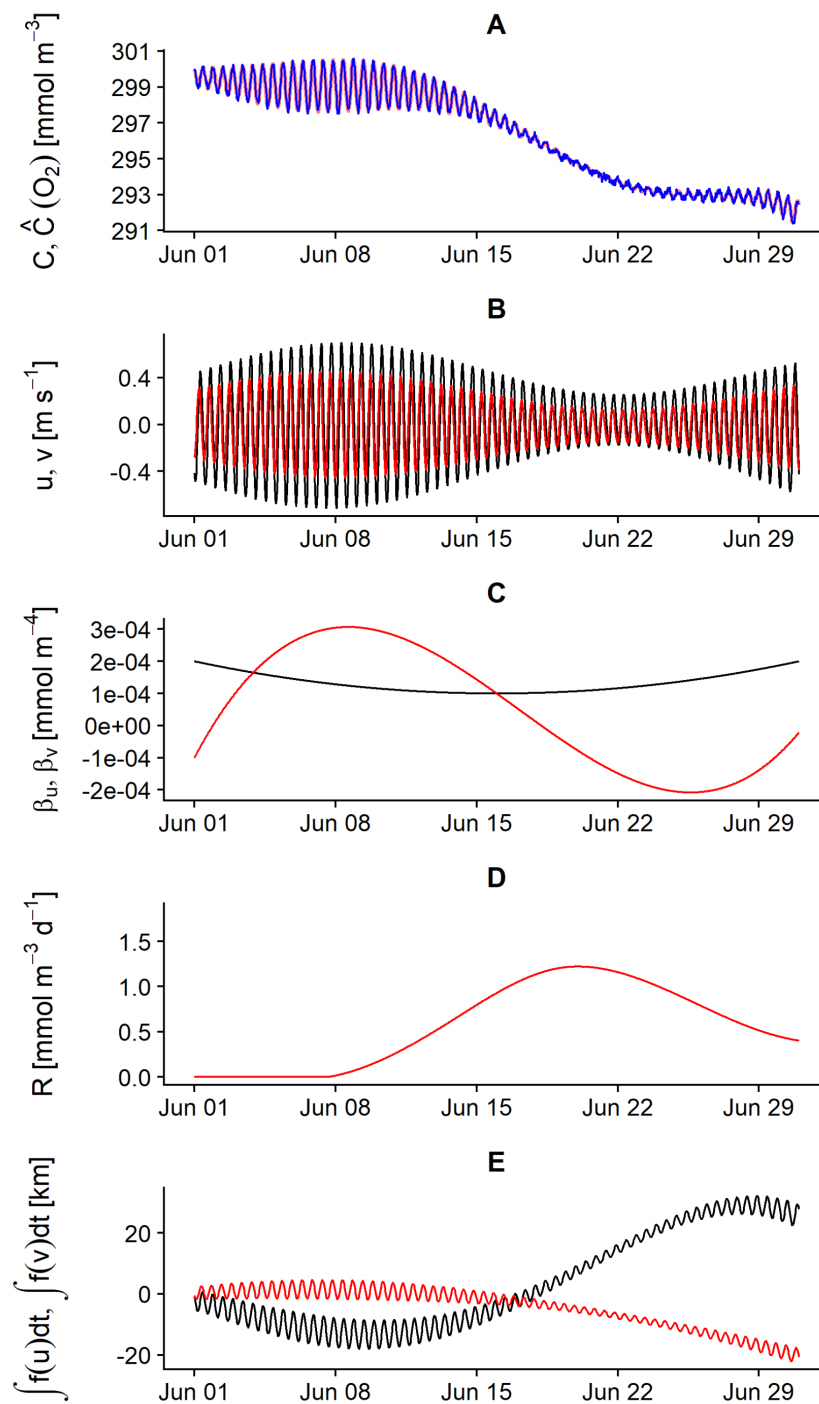 A
C, Ĉ (O₂) [mmol m⁻³]
301
299
297
295
293
291
Jun 01 Jun 08 Jun 15 Jun 22 Jun 29
B
u, v [m s⁻¹]
0.4
0.0
-0.4
Jun 01 Jun 08 Jun 15 Jun 22 Jun 29
C
βᵤ, βᵥ [mmol m⁻⁴]
3e-04
2e-04
1e-04
0e+00
-1e-04
-2e-04
Jun 01 Jun 08 Jun 15 Jun 22 Jun 29
D
R [mmol m⁻³ d⁻¹]
1.5
1.0
0.5
0.0
Jun 01 Jun 08 Jun 15 Jun 22 Jun 29
E
∫f(u)dt, ∫f(v)dt [km]
20
0
-20
Jun 01 Jun 08 Jun 15 Jun 22 Jun 29